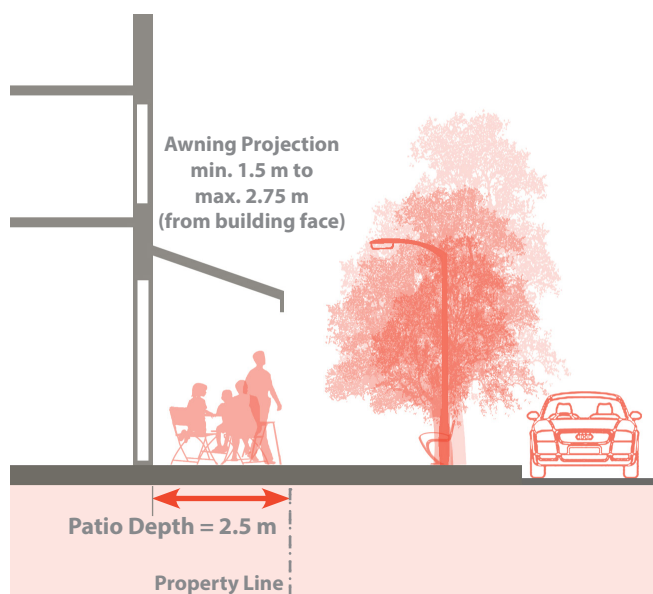 Awning Projection
min. 1.5 m to
max. 2.75 m
(from building face)
Patio Depth = 2.5 m
Property Line